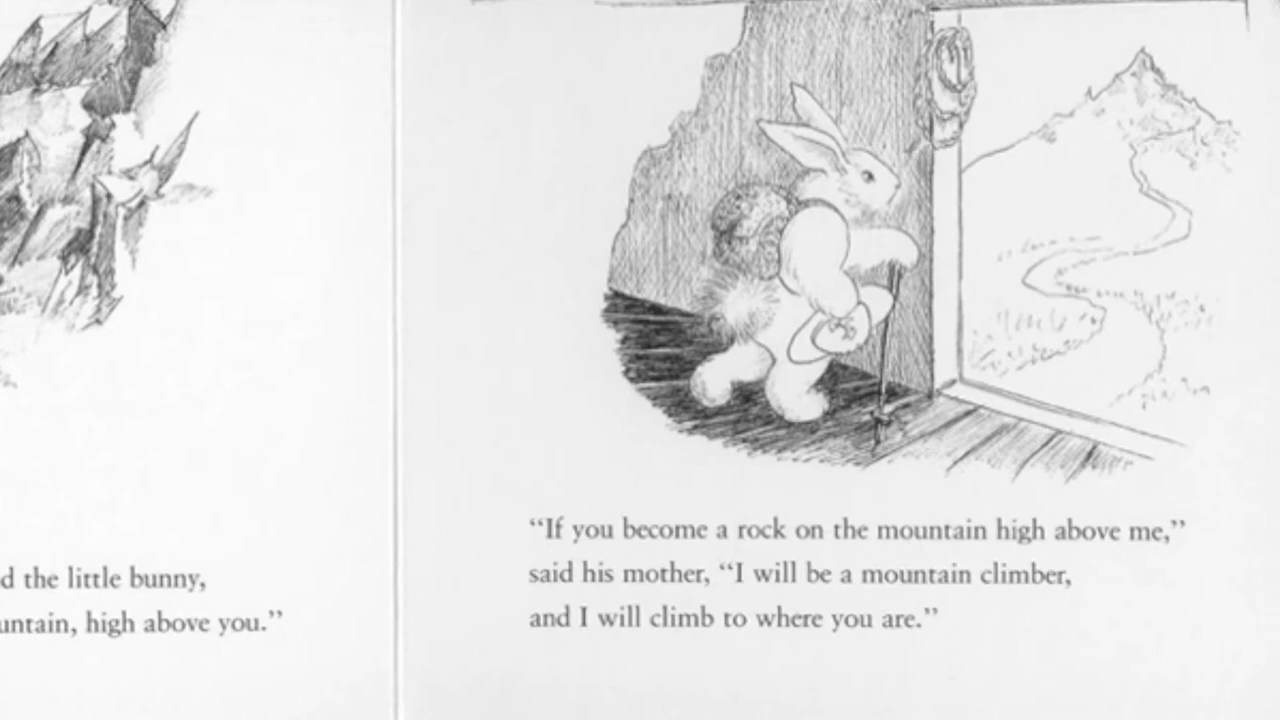 d the little bunny,
untain, high above you.”
“If you become a rock on the mountain high above me,”
said his mother, “I will be a mountain climber,
and I will climb to where you are.”